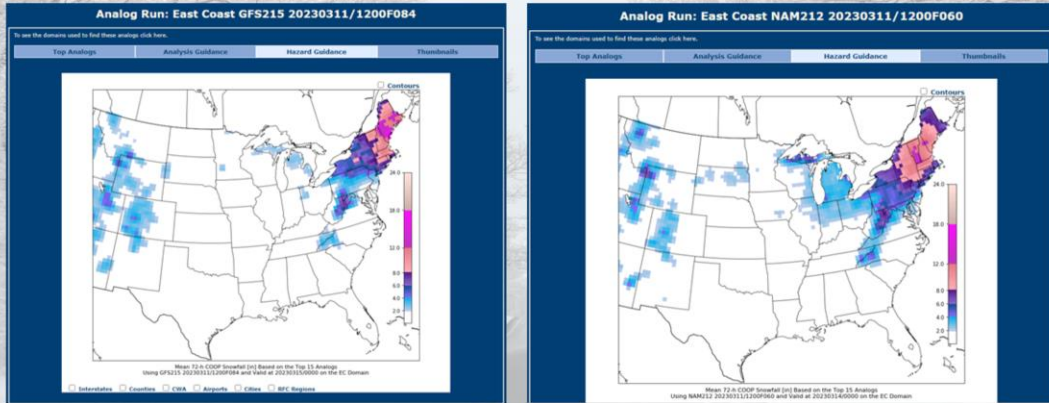 Analog Run: East Coast GFS215 20230311/1200F084
To see the domains used to find these analogs click here.
Top Analogs Analysis Guidance Hazard Guidance Thumbnails
Contours
24.0
18.0
12.0
8.0
6.0
4.0
2.0
Mean 72-h COOP Snowfall [in] Based on the Top 15 Analogs
Using GFS215 20230311/1200F084 and Valid at 20230315/0000 on the EC Domain
Interstates Counties CWA Airports Cities RFC Regions
Analog Run: East Coast NAM212 20230311/1200F060
To see the domains used to find these analogs click here.
Top Analogs Analysis Guidance Hazard Guidance Thumbnails
Contours
24.0
18.0
12.0
8.0
6.0
4.0
2.0
Mean 72-h COOP Snowfall [in] Based on the Top 15 Analogs
Using NAM212 20230311/1200F060 and Valid at 20230314/0000 on the EC Domain